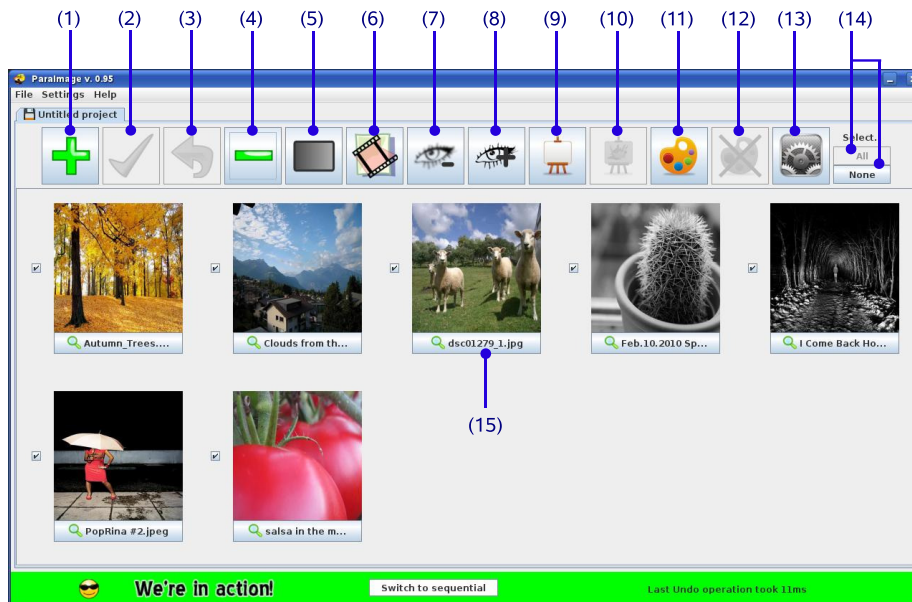 (1) (2) (3) (4) (5) (6) (7) (8) (9) (10) (11) (12) (13) (14)
ParaImage v. 0.95
File Settings Help
Untitled project
Select.
All
None
Autumn_Trees.... Clouds from th... dsc01279_1.jpg Feb.10.2010 Sp... I Come Back Ho...
(15)
PopRina #2.jpeg salsa in the m...
We're in action! Switch to sequential Last Undo operation took 11ms